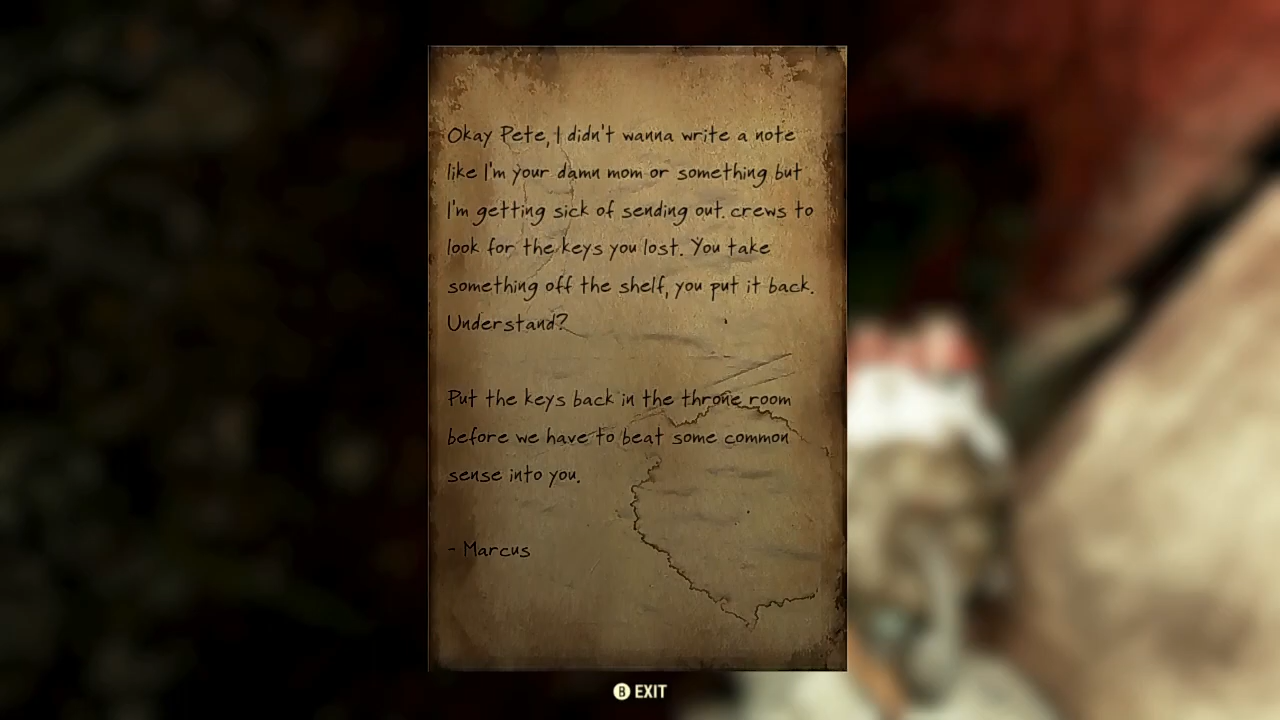 Okay Pete, I didn't wanna write a note
like I'm your damn mom or something but
I'm getting sick of sending out crews to
look for the keys you lost. You take
something off the shelf, you put it back.
Understand?
Put the keys back in the throne room
before we have to beat some common
sense into you.
- Marcus
B EXIT